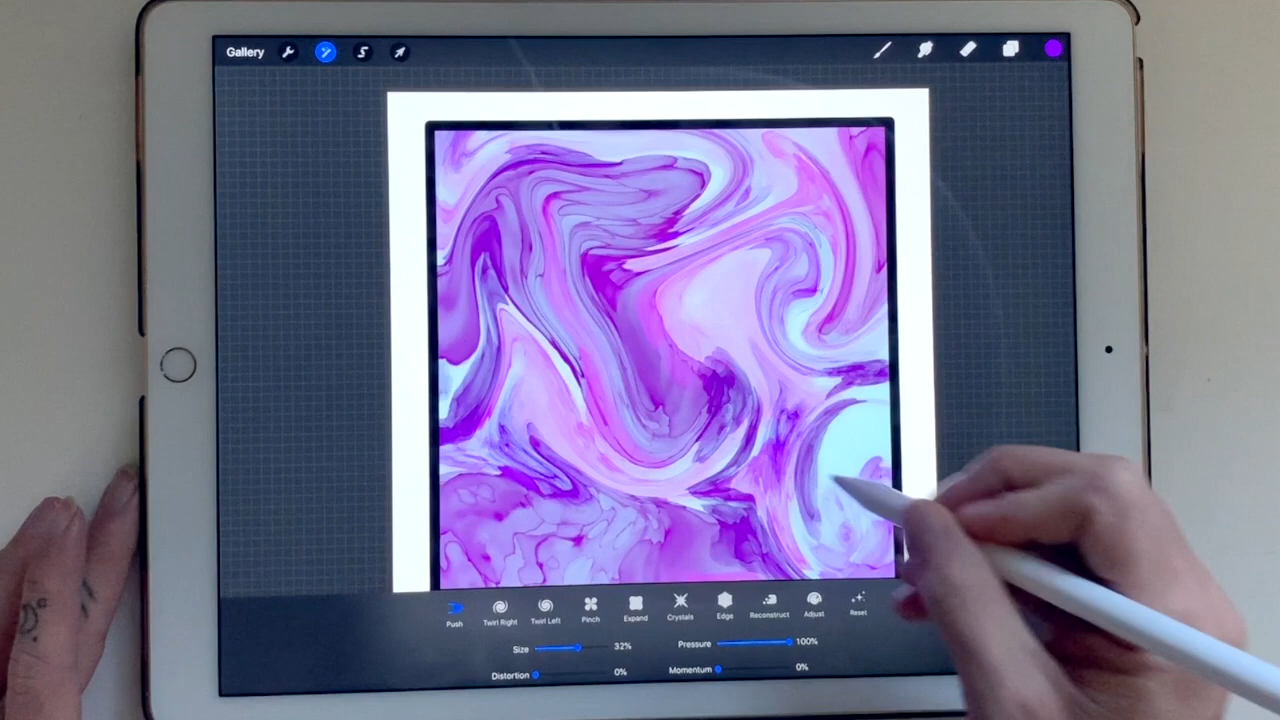 Gallery
Push Twirl Right Twirl Left Pinch Expand Crystals Edge Reconstruct Adjust Reset
Size 32% Pressure 100%
Distortion 0% Momentum 0%